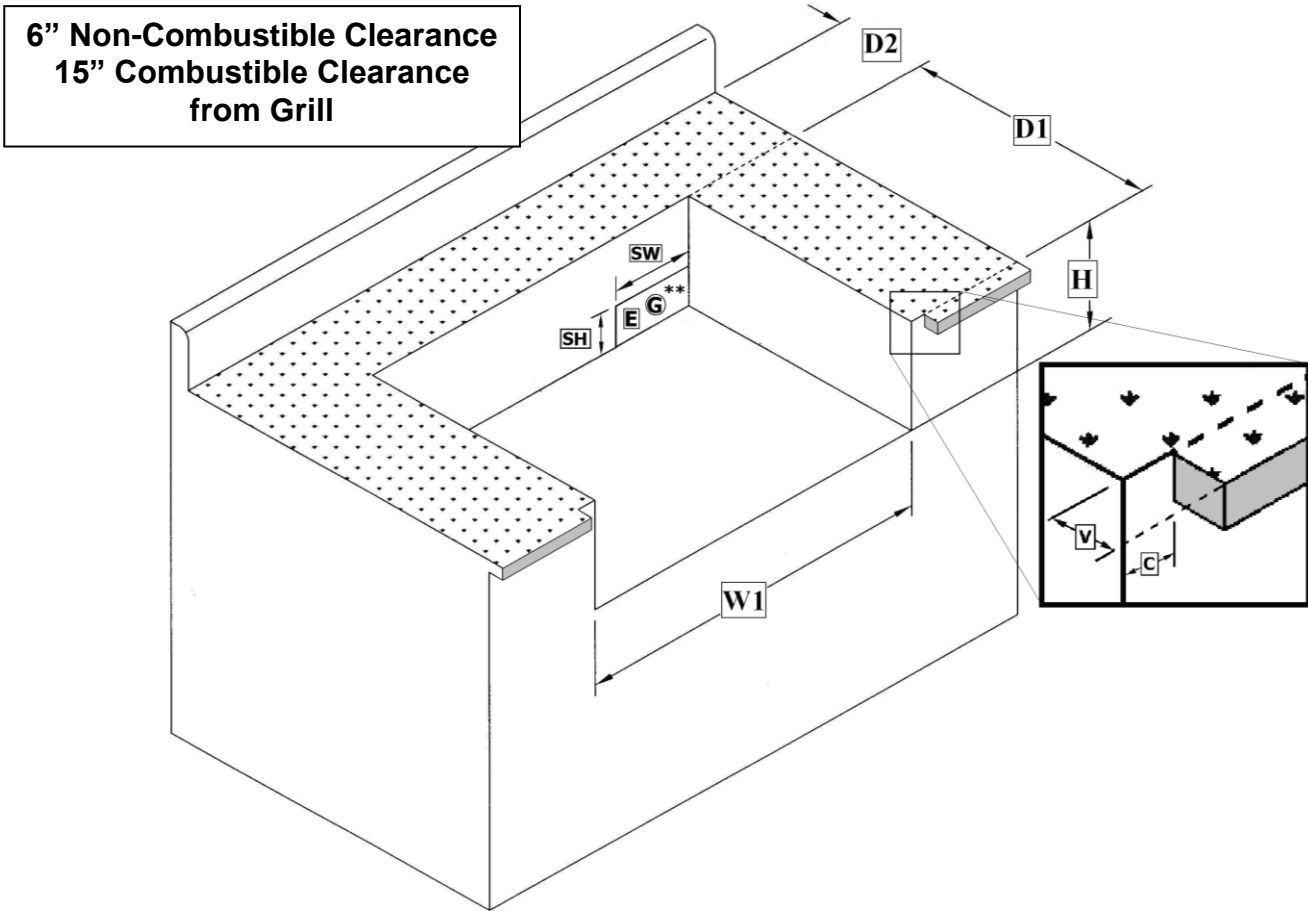 6” Non-Combustible Clearance
15” Combustible Clearance
from Grill
D2
D1
H
SW
SH
E
G
**
V
C
W1